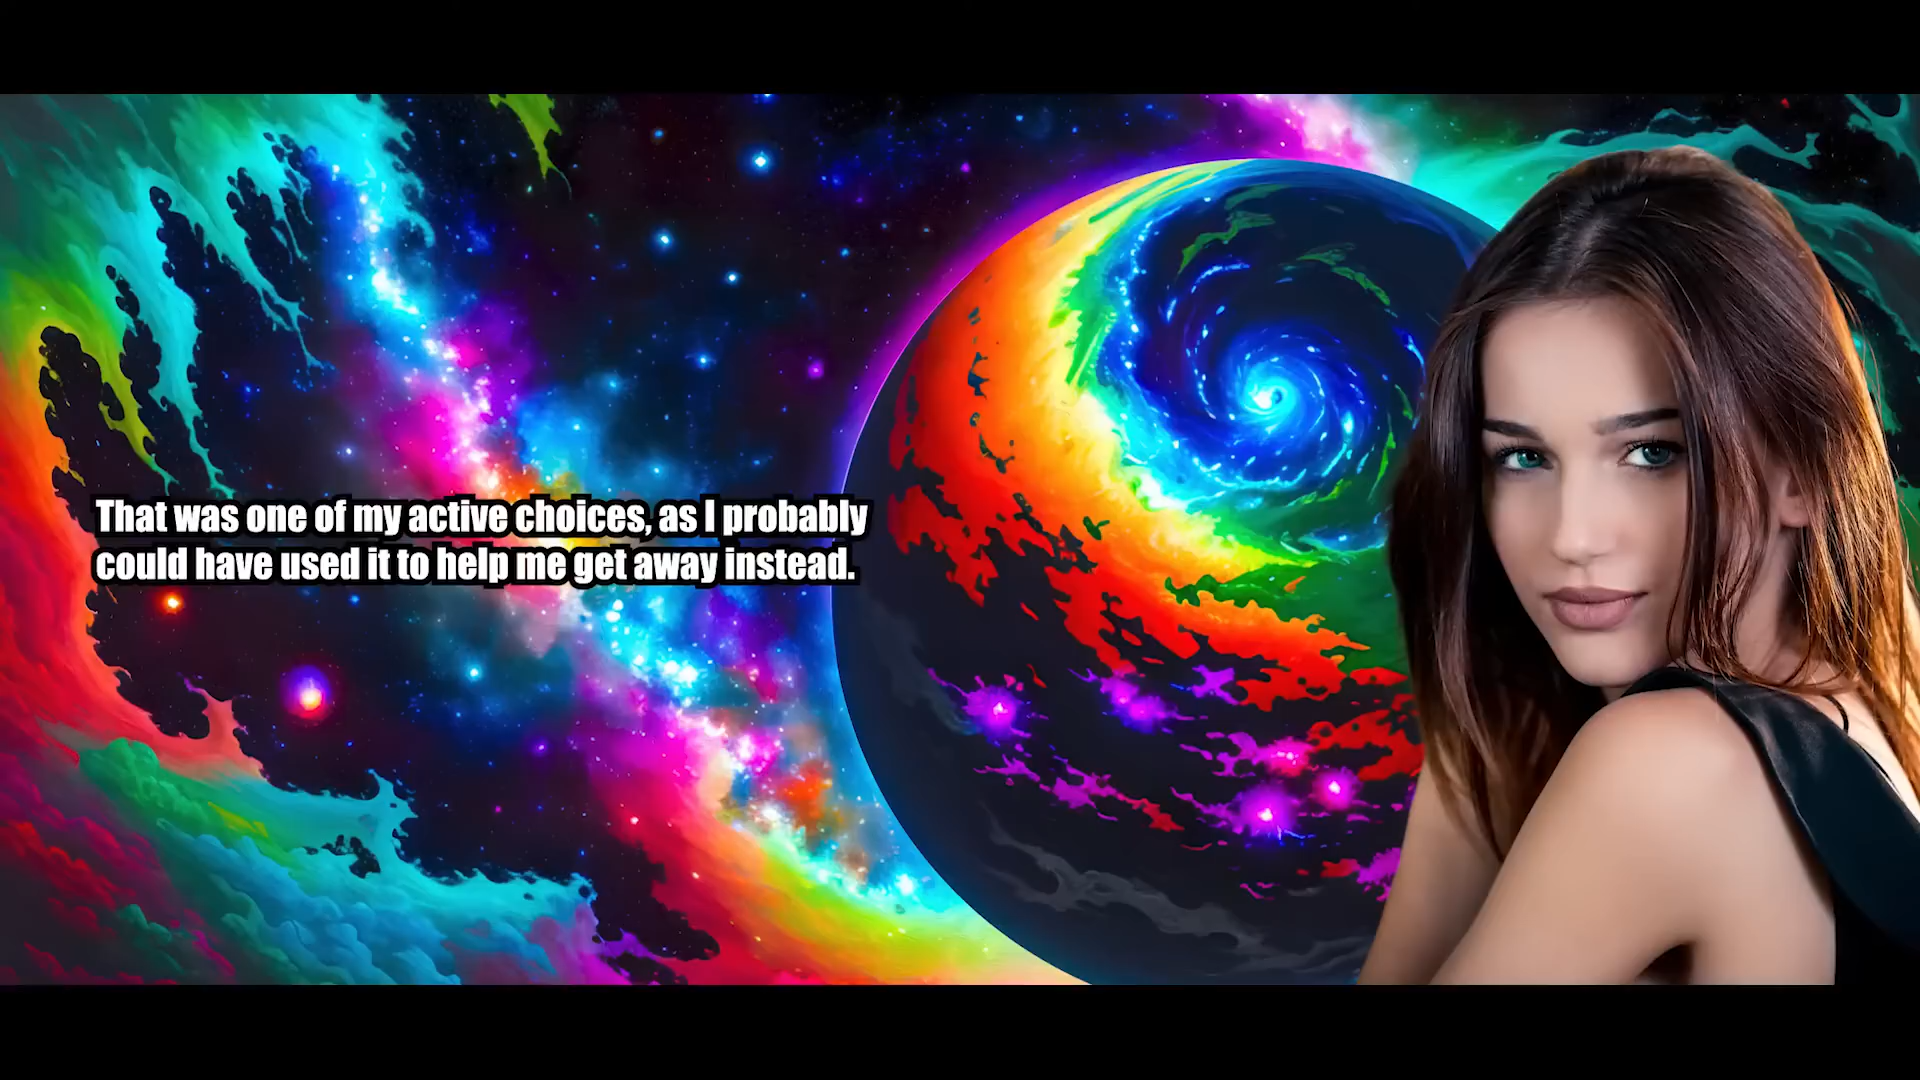 That was one of my active choices, as I probably
could have used it to help me get away instead.